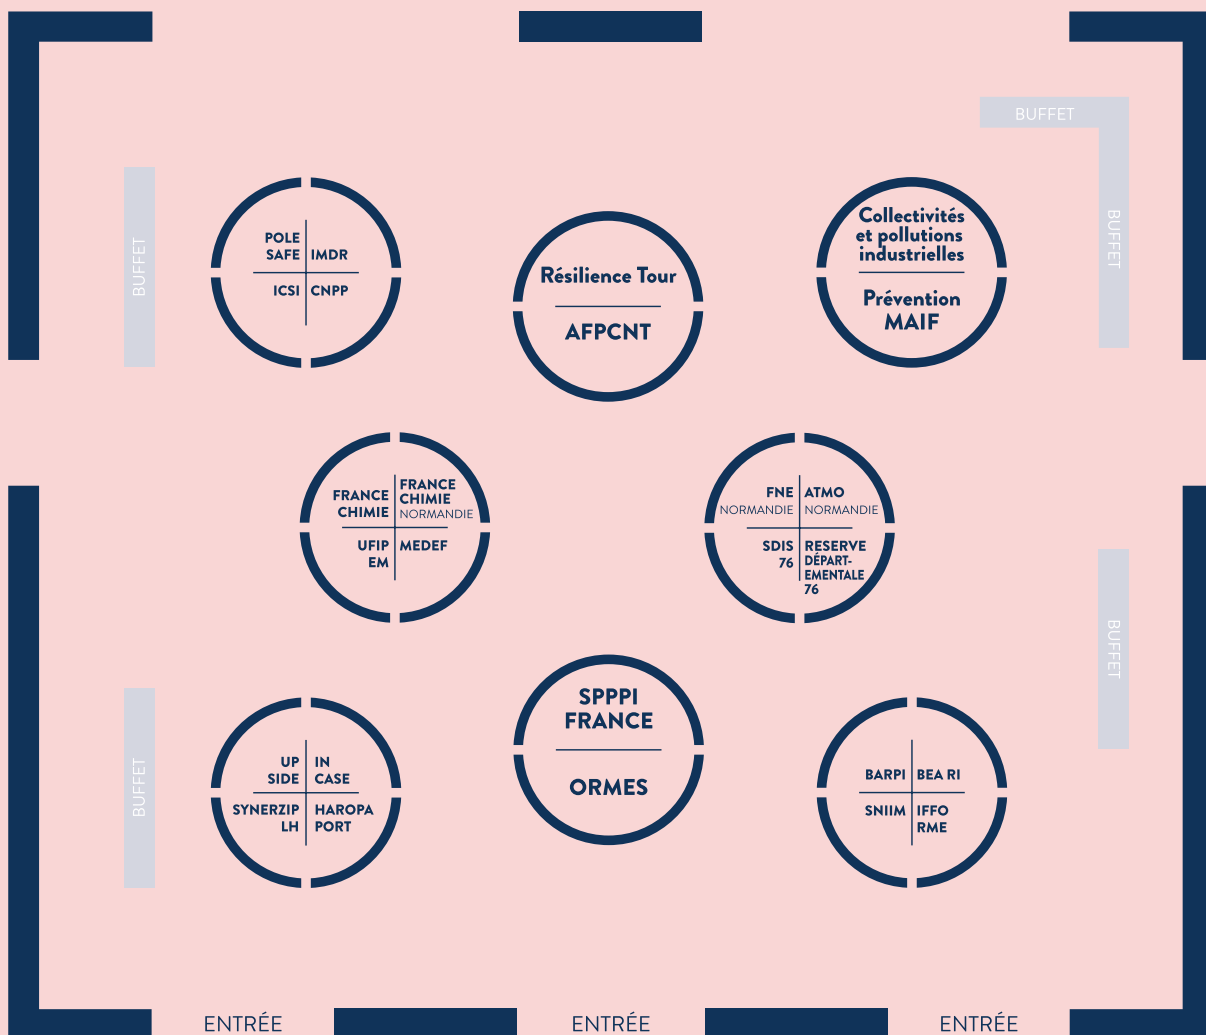 BUFFET
BUFFET
BUFFET
POLE
SAFE
IMDR
ICSI
CNPP
Résilience Tour
AFPCNT
Collectivités
et pollutions
industrielles
Prévention
MAIF
FRANCE
CHIMIE
FRANCE
CHIMIE
NORMANDIE
UFIP
EM
MEDEF
FNE
NORMANDIE
ATMO
NORMANDIE
SDIS
76
RESERVE
DÉPART-
EMENTALE
76
BUFFET
BUFFET
UP
SIDE
IN
CASE
SYNERZIP
LH
HAROPA
PORT
SPPPI
FRANCE
ORMES
BARPI
BEA RI
SNIIM
IFFO
RME
ENTRÉE
ENTRÉE
ENTRÉE